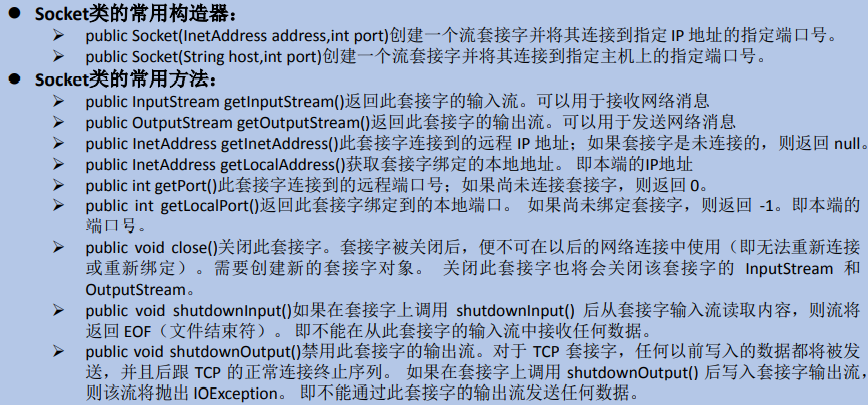 ● Socket类的常用构造器：
➢ public Socket(InetAddress address,int port)创建一个流套接字并将其连接到指定 IP 地址的指定端口号。
➢ public Socket(String host,int port)创建一个流套接字并将其连接到指定主机上的指定端口号。
● Socket类的常用方法：
➢ public InputStream getInputStream()返回此套接字的输入流。可以用于接收网络消息
➢ public OutputStream getOutputStream()返回此套接字的输出流。可以用于发送网络消息
➢ public InetAddress getInetAddress()此套接字连接到的远程 IP 地址；如果套接字是未连接的，则返回 null。
➢ public InetAddress getLocalAddress()获取套接字绑定的本地地址。 即本端的IP地址
➢ public int getPort()此套接字连接到的远程端口号；如果尚未连接套接字，则返回 0。
➢ public int getLocalPort()返回此套接字绑定到的本地端口。 如果尚未绑定套接字，则返回 -1。即本端的
端口号。
➢ public void close()关闭此套接字。套接字被关闭后，便不可在以后的网络连接中使用（即无法重新连接
或重新绑定）。需要创建新的套接字对象。 关闭此套接字也将会关闭该套接字的 InputStream 和
OutputStream。
➢ public void shutdownInput()如果在套接字上调用 shutdownInput() 后从套接字输入流读取内容，则流将
返回 EOF（文件结束符）。 即不能在从此套接字的输入流中接收任何数据。
➢ public void shutdownOutput()禁用此套接字的输出流。对于 TCP 套接字，任何以前写入的数据都将被发
送，并且后跟 TCP 的正常连接终止序列。 如果在套接字上调用 shutdownOutput() 后写入套接字输出流，
则该流将抛出 IOException。 即不能通过此套接字的输出流发送任何数据。